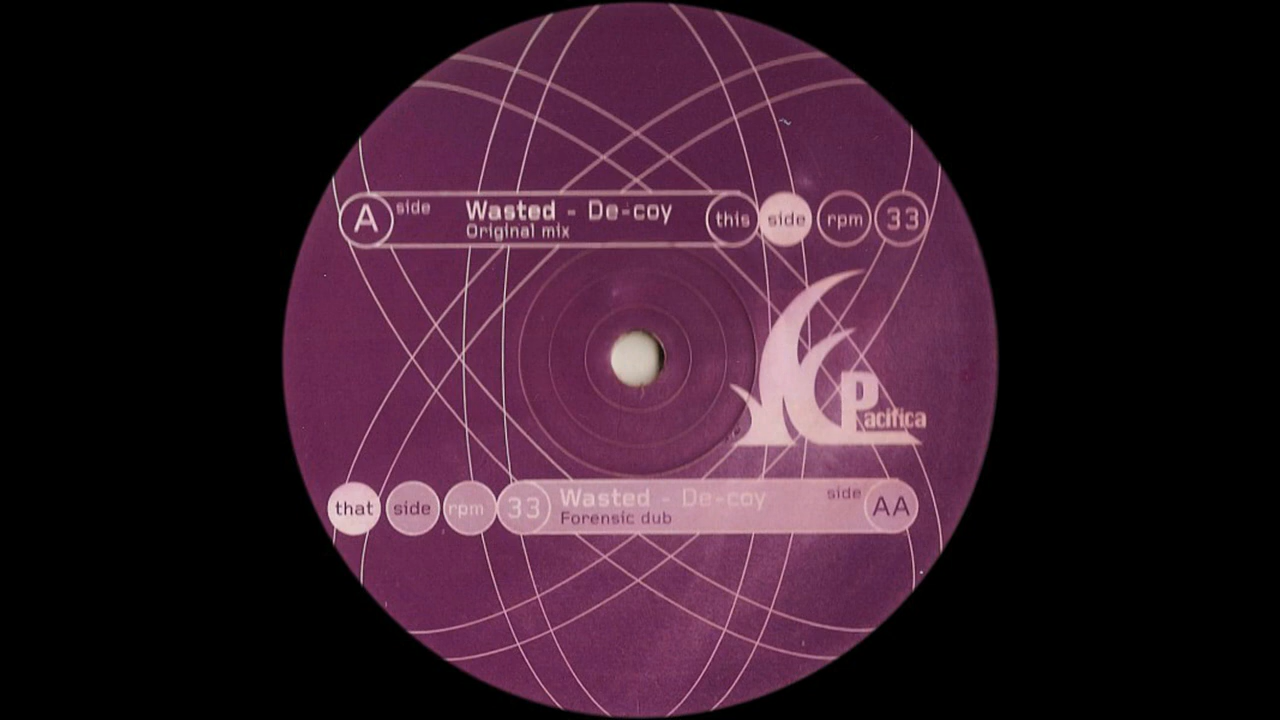 A side Wasted - De-coy this side rpm 33
Original mix
Pacifica
that side rpm 33 Wasted - De-coy side AA
Forensic dub